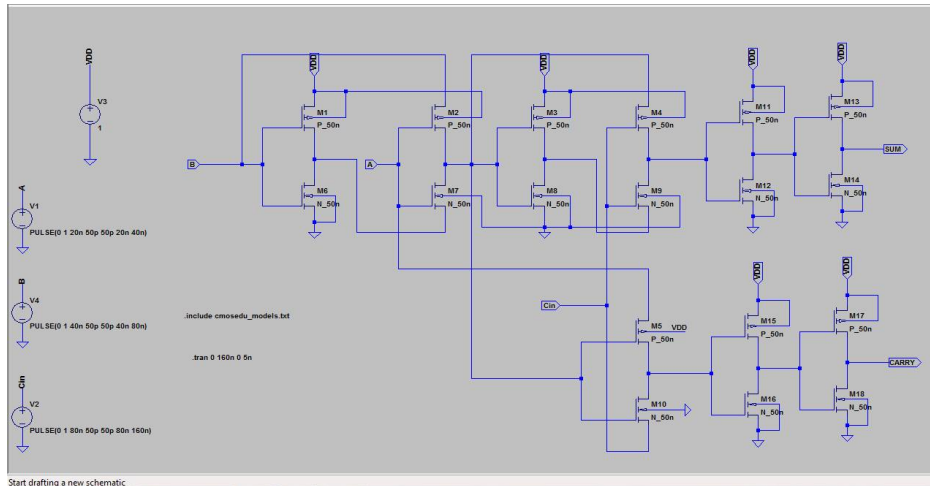 VDD
V3
1
A
V1
PULSE(0 1 20n 50p 50p 20n 40n)
B
V4
PULSE(0 1 40n 50p 50p 40n 80n)
Cin
V2
PULSE(0 1 80n 50p 50p 80n 160n)
.include cmosedu_models.txt
.tran 0 160n 0 5n
B
VDD
M1
P_50n
M6
N_50n
A
M2
P_50n
M7
N_50n
VDD
M3
P_50n
M8
N_50n
M4
P_50n
M9
N_50n
VDD
M11
P_50n
M12
N_50n
VDD
M13
P_50n
M14
N_50n
SUM
Cin
M5
VDD
P_50n
M10
N_50n
VDD
M15
P_50n
M16
N_50n
VDD
M17
P_50n
M18
N_50n
CARRY
Start drafting a new schematic